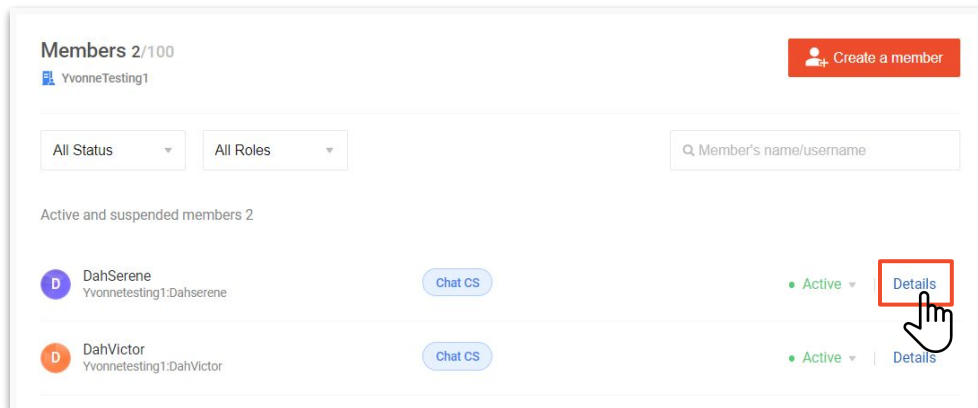 Members 2/100
Create a member
YvonneTesting1
All Status
All Roles
Member's name/username
Active and suspended members 2
D
DahSerene
Yvonnetesting1:Dahserene
Chat CS
Active
Details
D
DahVictor
Yvonnetesting1:DahVictor
Chat CS
Active
Details